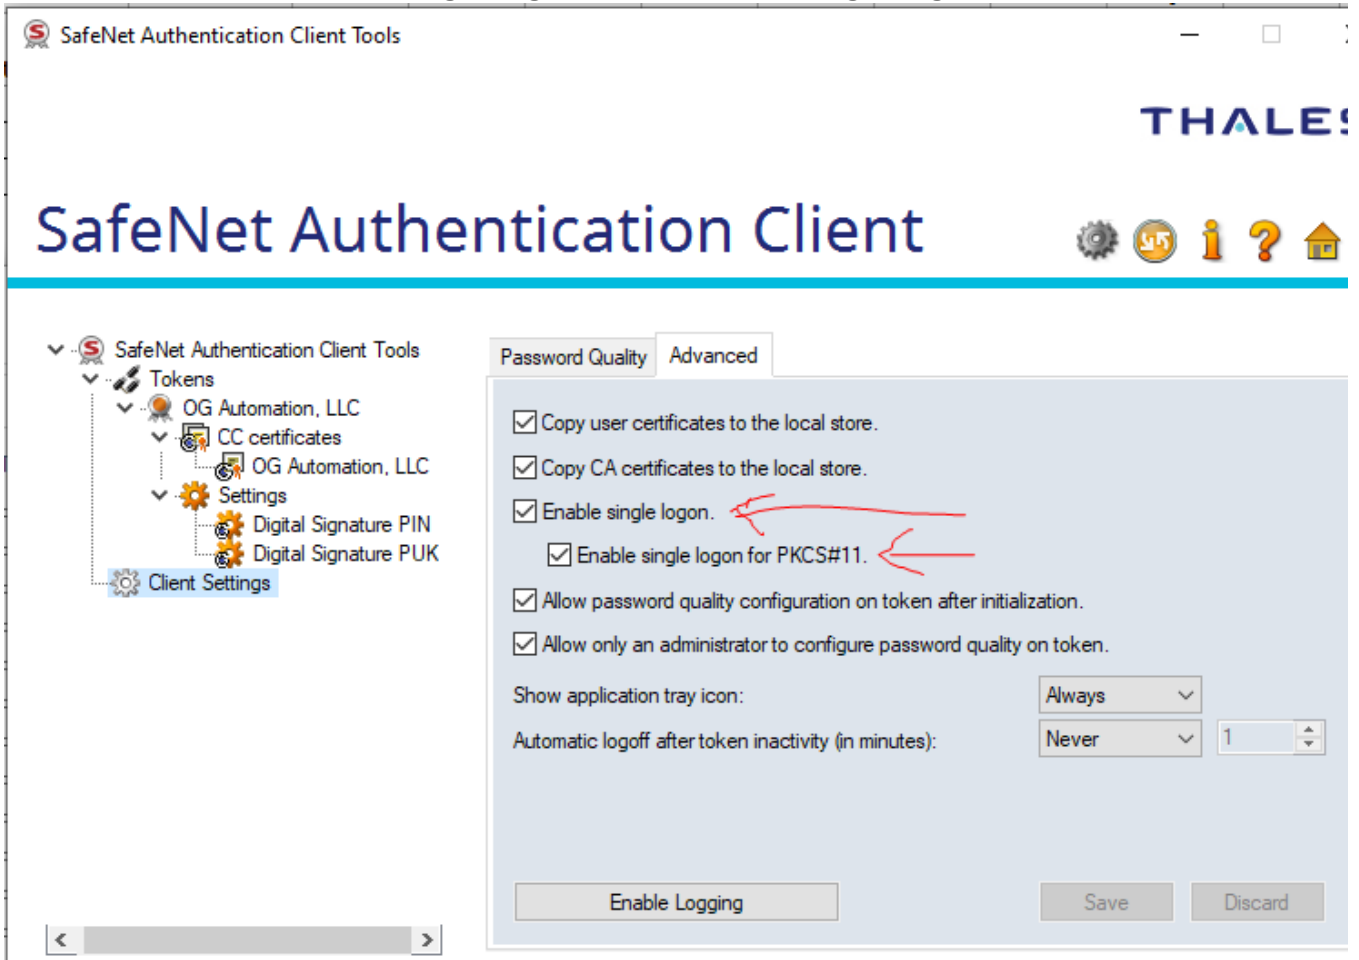 SafeNet Authentication Client Tools
THALES
SafeNet Authentication Client
SafeNet Authentication Client Tools
Tokens
OG Automation, LLC
CC certificates
OG Automation, LLC
Settings
Digital Signature PIN
Digital Signature PUK
Client Settings
Password Quality Advanced
Copy user certificates to the local store.
Copy CA certificates to the local store.
Enable single logon.
Enable single logon for PKCS#11.
Allow password quality configuration on token after initialization.
Allow only an administrator to configure password quality on token.
Show application tray icon: Always
Automatic logoff after token inactivity (in minutes): Never 1
Enable Logging Save Discard